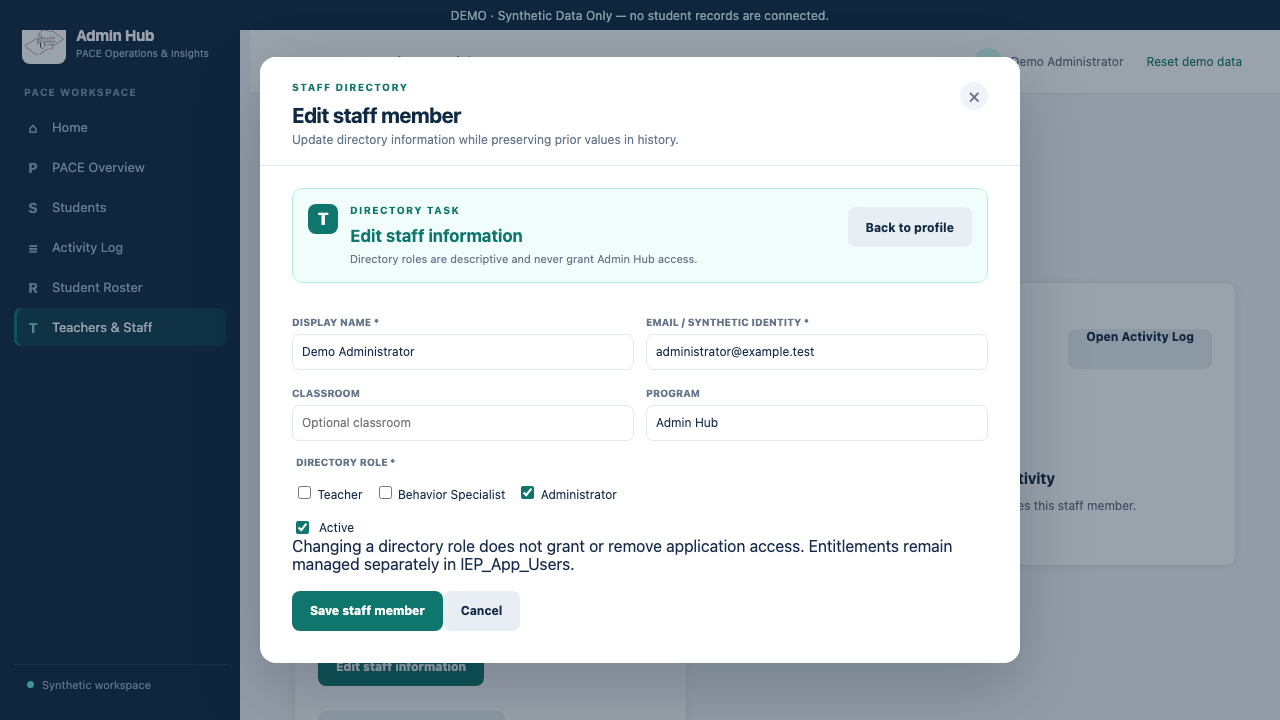 DEMO · Synthetic Data Only — no student records are connected.
Admin Hub
PACE Operations & Insights
PACE WORKSPACE
⌂ Home
P PACE Overview
S Students
≡ Activity Log
R Student Roster
T Teachers & Staff
Synthetic workspace
Demo Administrator
Reset demo data
STAFF DIRECTORY
Edit staff member
Update directory information while preserving prior values in history.
×
T
DIRECTORY TASK
Edit staff information
Directory roles are descriptive and never grant Admin Hub access.
Back to profile
DISPLAY NAME *
Demo Administrator
EMAIL / SYNTHETIC IDENTITY *
administrator@example.test
CLASSROOM
Optional classroom
PROGRAM
Admin Hub
DIRECTORY ROLE *
Teacher
Behavior Specialist
Administrator
Active
Changing a directory role does not grant or remove application access. Entitlements remain
managed separately in IEP_App_Users.
Save staff member
Cancel
Open Activity Log
this staff member.
Edit staff information